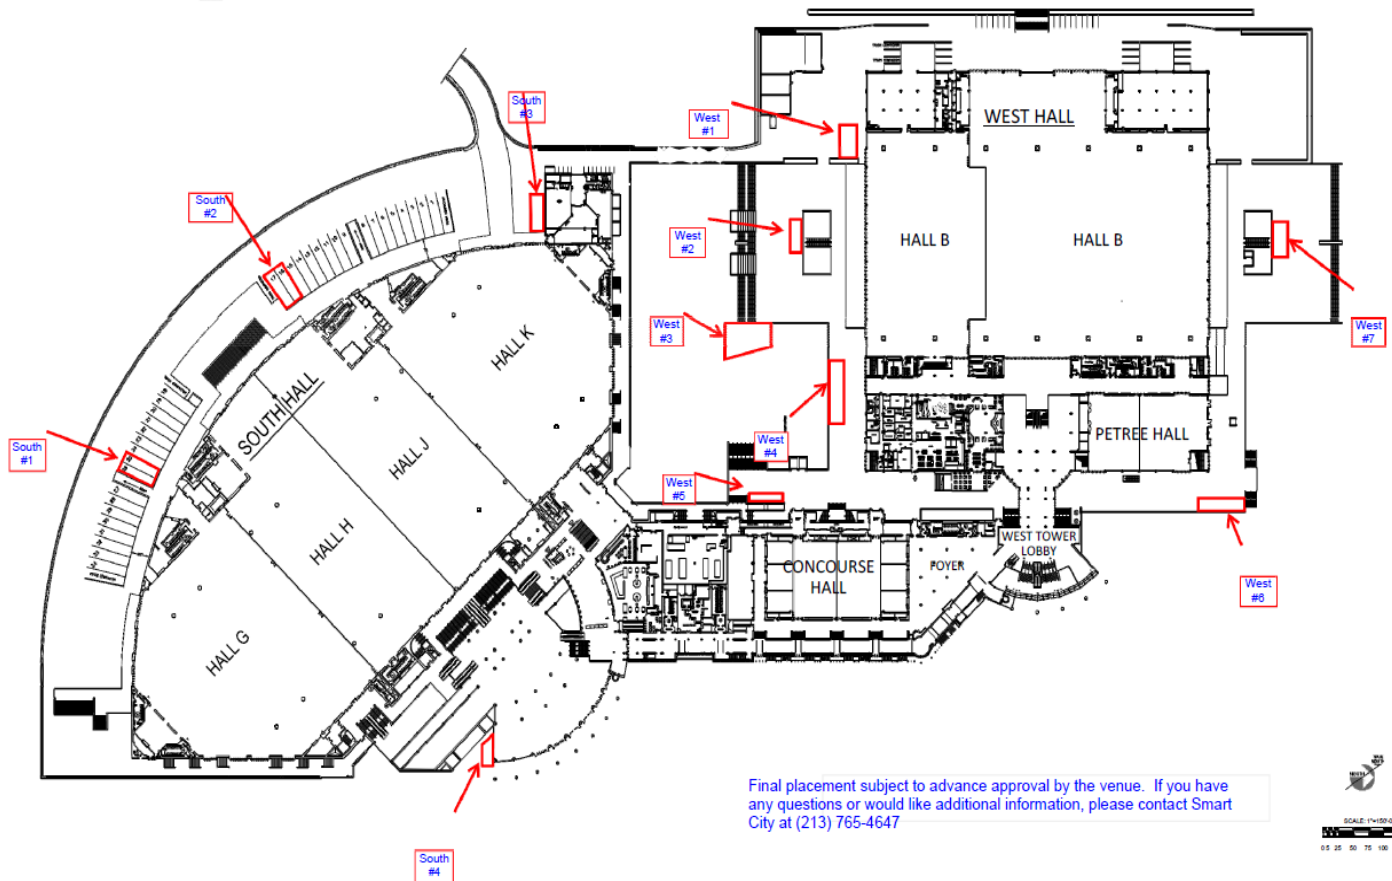 South
#3
West
#1
WEST HALL
South
#2
West
#2
HALL B
HALL B
West
#3
West
#7
HALL K
SOUTH HALL
HALL J
PETREE HALL
South
#1
West
#4
West
#5
HALL H
WEST TOWER
LOBBY
CONCOURSE
HALL
FOYER
West
#6
HALL G
Final placement subject to advance approval by the venue. If you have
any questions or would like additional information, please contact Smart
City at (213) 765-4647
South
#4